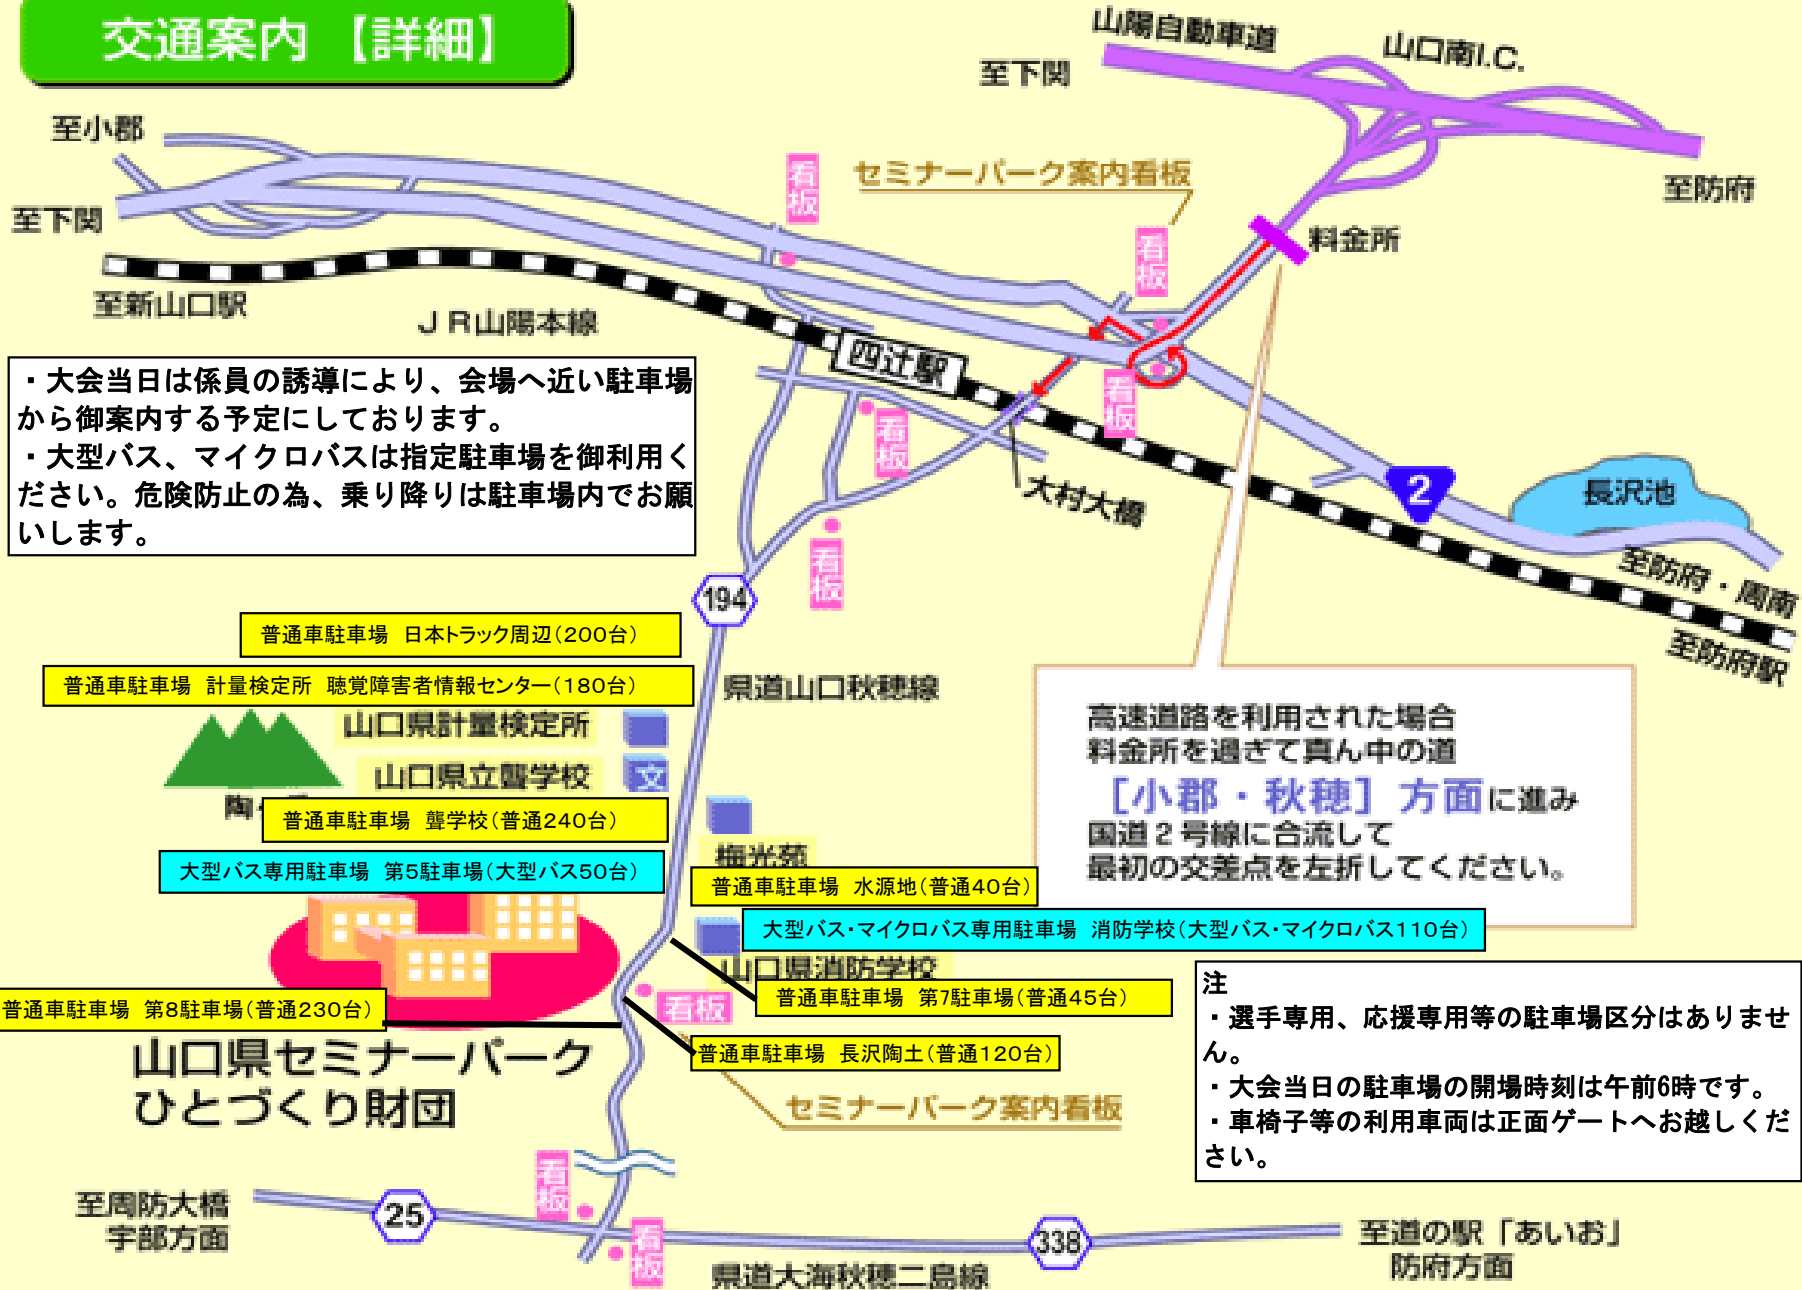 交通案内【詳細】
山陽自動車道
山口南I.C.
至下関
至小郡
至下関
看板
セミナーパーク案内看板
至防府
看板
料金所
至新山口駅
JR山陽本線
四辻駅
看板
・大会当日は係員の誘導により、会場へ近い駐車場
から御案内する予定にしております。
・大型バス、マイクロバスは指定駐車場を御利用く
ださい。危険防止の為、乗り降りは駐車場内でお願
いします。
看板
大村大橋
2
長沢池
看板
至防府・周南
至防府駅
194
普通車駐車場 日本トラック周辺(200台)
普通車駐車場 計量検定所 聴覚障害者情報センター(180台)
県道山口秋穂線
山口県計量検定所
山口県立聾学校
文
陶
普通車駐車場 聾学校(普通240台)
高速道路を利用された場合
料金所を過ぎて真ん中の道
[小郡・秋穂]方面に進み
国道2号線に合流して
最初の交差点を左折してください。
梅光苑
大型バス専用駐車場 第5駐車場(大型バス50台)
普通車駐車場 水源地(普通40台)
大型バス・マイクロバス専用駐車場 消防学校(大型バス・マイクロバス110台)
山口県消防学校
普通車駐車場 第7駐車場(普通45台)
普通車駐車場 第8駐車場(普通230台)
看板
普通車駐車場 長沢陶土(普通120台)
山口県セミナーパーク
ひとづくり財団
セミナーパーク案内看板
注
・選手専用、応援専用等の駐車場区分はありませ
ん。
・大会当日の駐車場の開場時刻は午前6時です。
・車椅子等の利用車両は正面ゲートへお越しくだ
さい。
看板
至周防大橋
宇部方面
25
看板
県道大海秋穂二島線
338
至道の駅「あいお」
防府方面